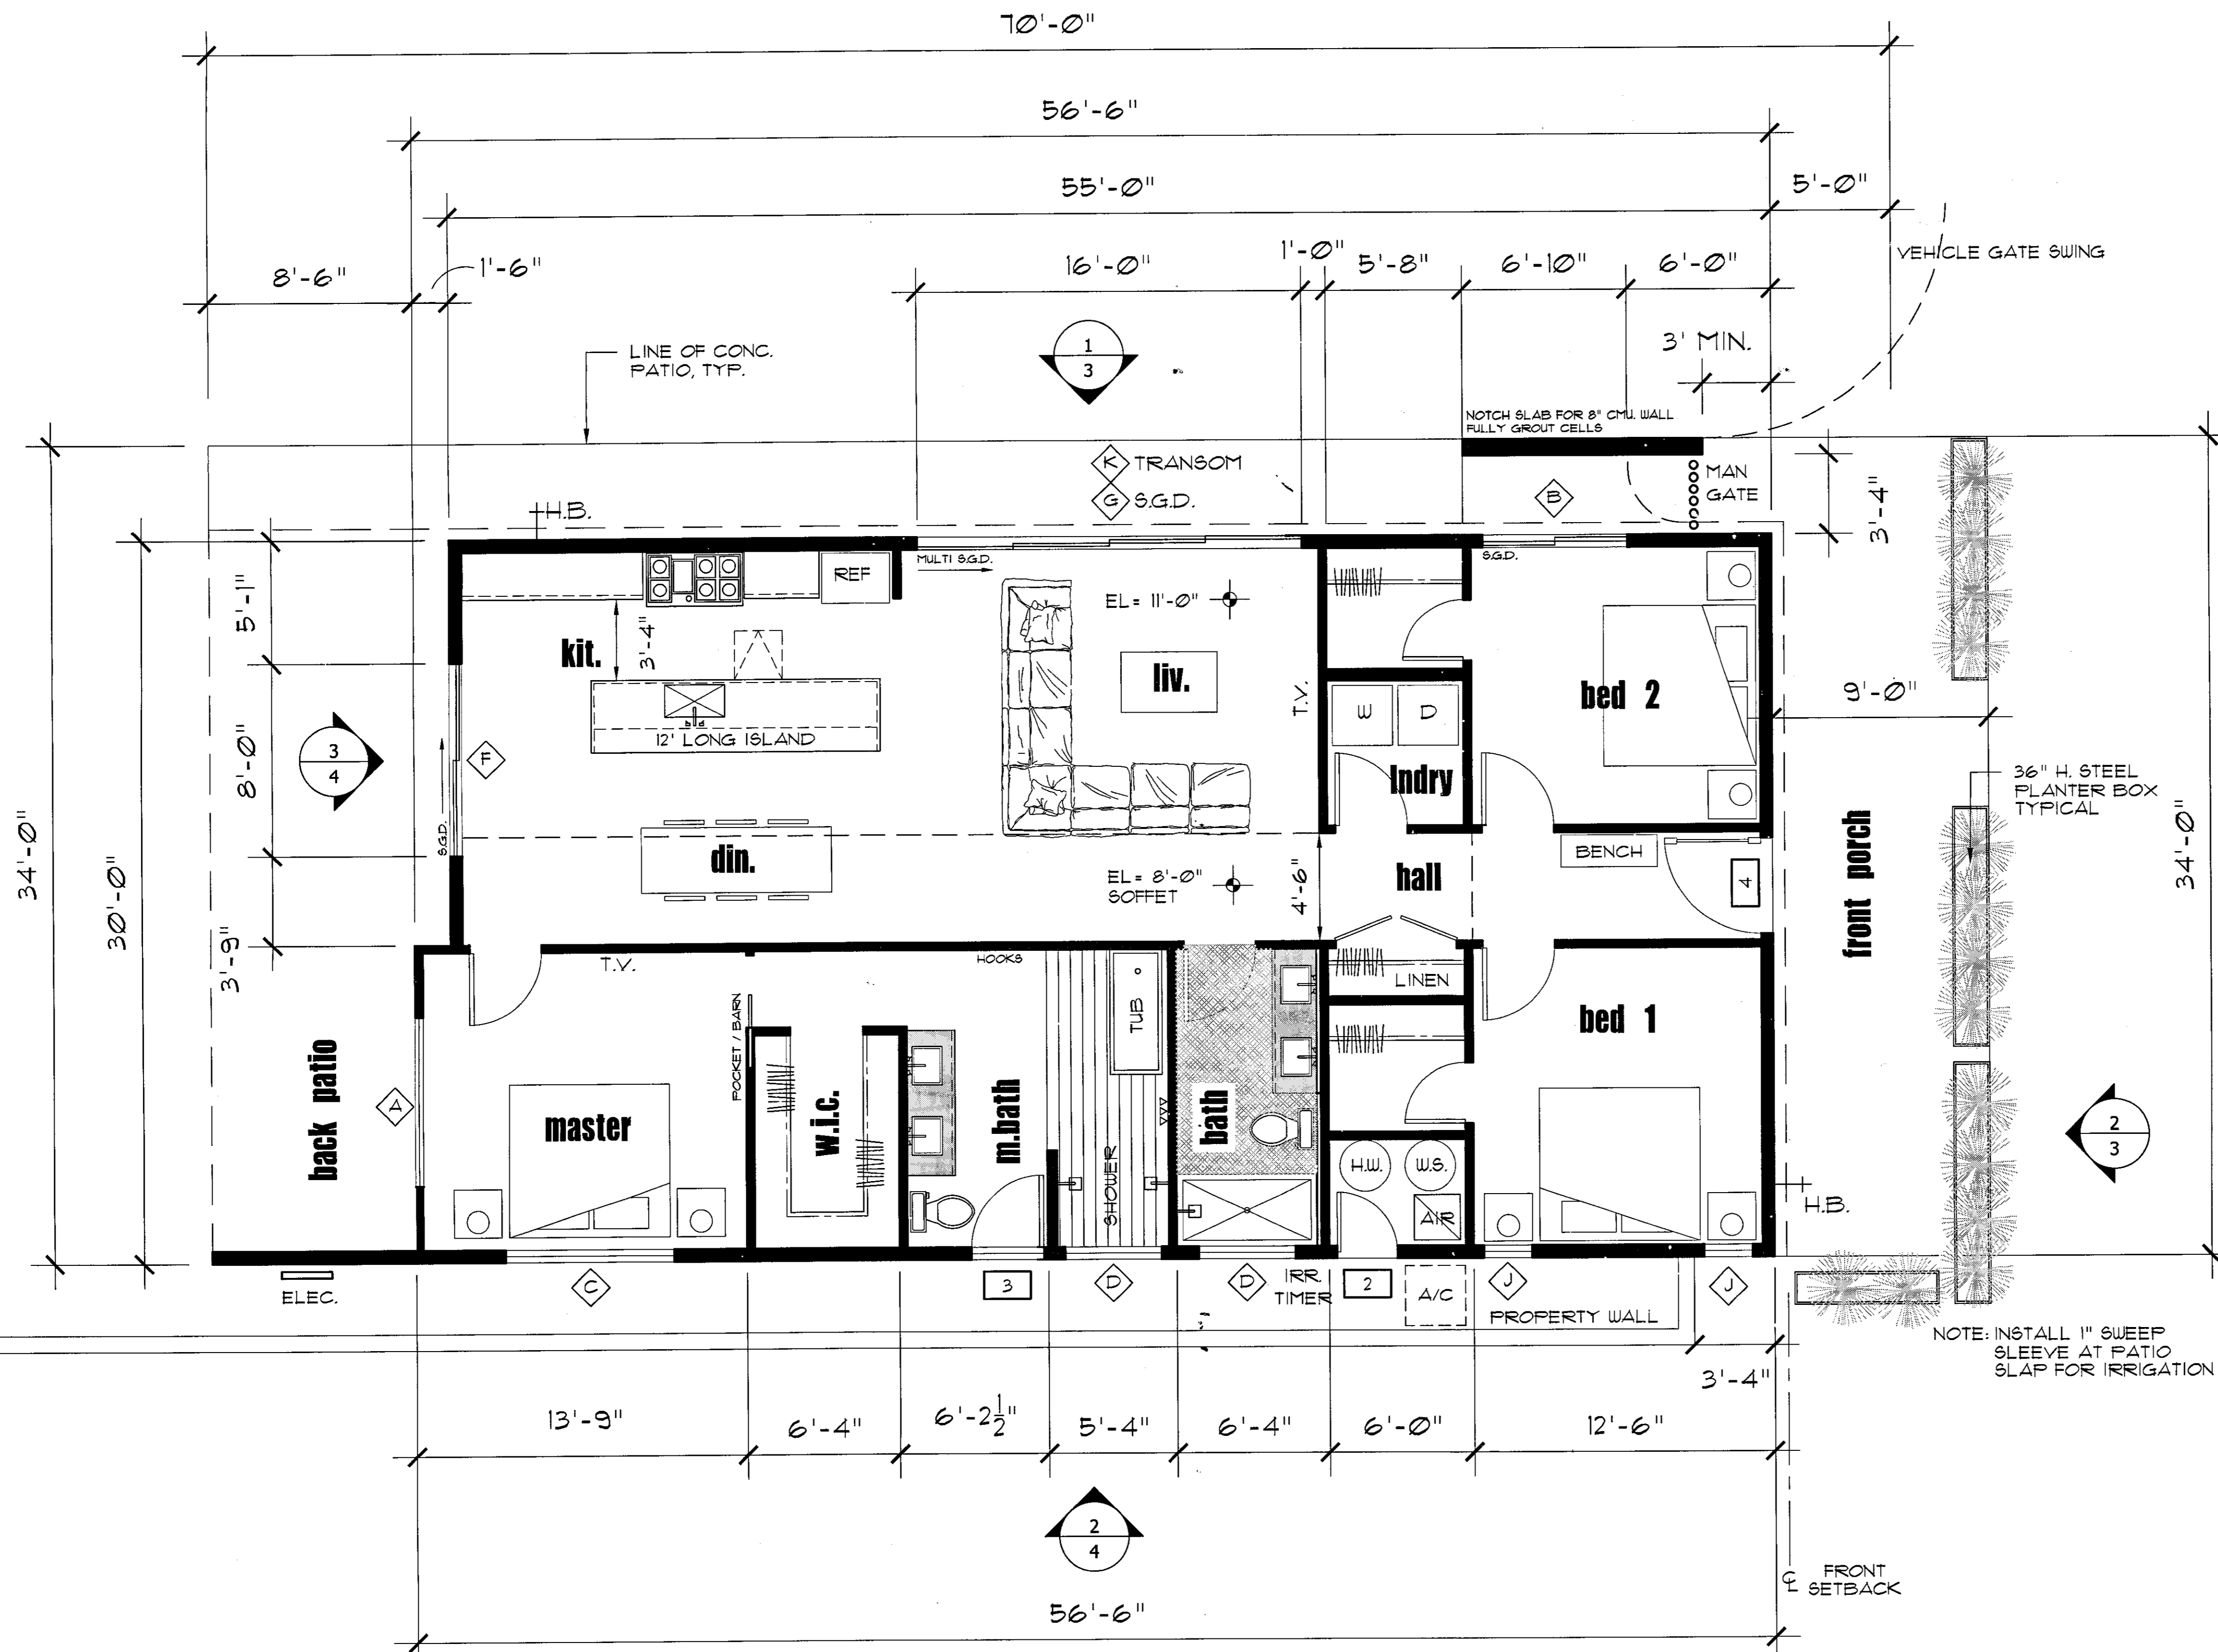 70'-0"
56'-6"
55'-0"
5'-0"
8'-6"
1'-6"
16'-0"
1'-0"
5'-8"
6'-10"
6'-0"
VEHICLE GATE SWING
3' MIN.
1
3
LINE OF CONC.
PATIO, TYP.
NOTCH SLAB FOR 8" CMU. WALL
FULLY GROUT CELLS
K TRANSOM
G S.G.D.
B
MAN
GATE
3'-4"
H.B.
MULTI S.G.D.
S.G.D.
REF
EL= 11'-0"
5'-1"
kit.
3'-4"
liv.
T.V.
bed 2
9'-0"
W
D
12' LONG ISLAND
3
4
F
8'-0"
S.G.D.
lndry
36" H. STEEL
PLANTER BOX
TYPICAL
34'-0"
30'-0"
34'-0"
din.
EL= 8'-0"
SOFFET
4'-6"
hall
BENCH
4
front porch
3'-9"
T.V.
HOOKS
LINEN
POCKET / BARN
TUB
bed 1
back patio
A
master
w.i.c.
m.bath
SHOWER
bath
H.W.
W.S.
A/R
2
3
H.B.
ELEC.
C
3
D
D
IRR.
TIMER
2
A/C
J
J
PROPERTY WALL
NOTE: INSTALL 1" SWEEP
SLEEVE AT PATIO
SLAP FOR IRRIGATION
3'-4"
13'-9"
6'-4"
6'-2½"
5'-4"
6'-4"
6'-0"
12'-6"
2
4
℄ FRONT
SETBACK
56'-6"